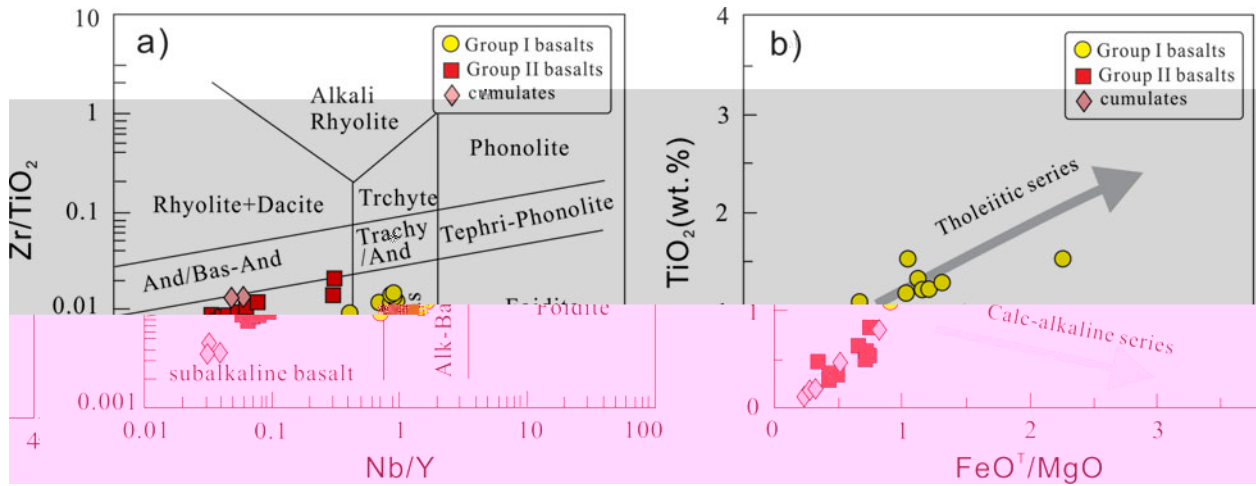 10
a)
Group I basalts
Group II basalts
cumulates
Alkali
Rhyolite
1
Phonolite
Rhyolite+Dacite
Trchyte
0.1
Zr/TiO₂
Trachy
/And
Tephri-Phonolite
And/Bas-And
0.01
Foidite
Alk-Ba
subalkaline basalt
0.001
4
0.01
0.1
1
10
100
Nb/Y
4
b)
Group I basalts
Group II basalts
cumulates
3
TiO₂(wt.%)
Tholeiitic series
2
1
Calc-alkaline series
0
0
1
2
3
FeOᵀ/MgO